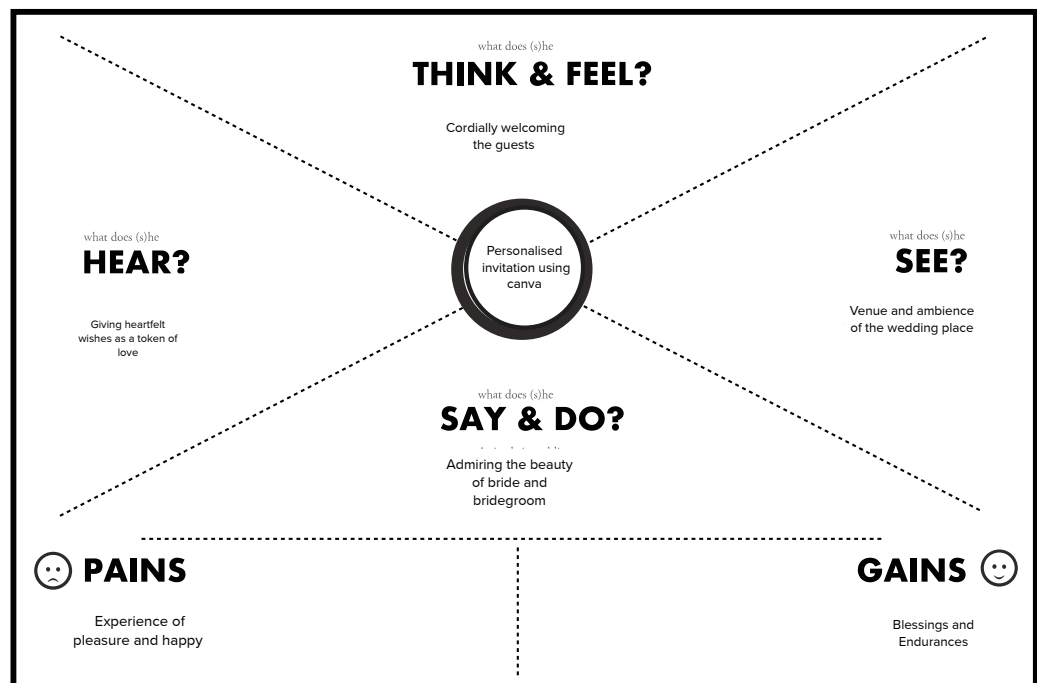 what does (s)he
THINK & FEEL?
Cordially welcoming
the guests
what does (s)he
HEAR?
Giving heartfelt
wishes as a token of
love
Personalised
invitation using
canva
what does (s)he
SEE?
Venue and ambience
of the wedding place
what does (s)he
SAY & DO?
Admiring the beauty
of bride and
bridegroom
PAINS
Experience of
pleasure and happy
GAINS
Blessings and
Endurances